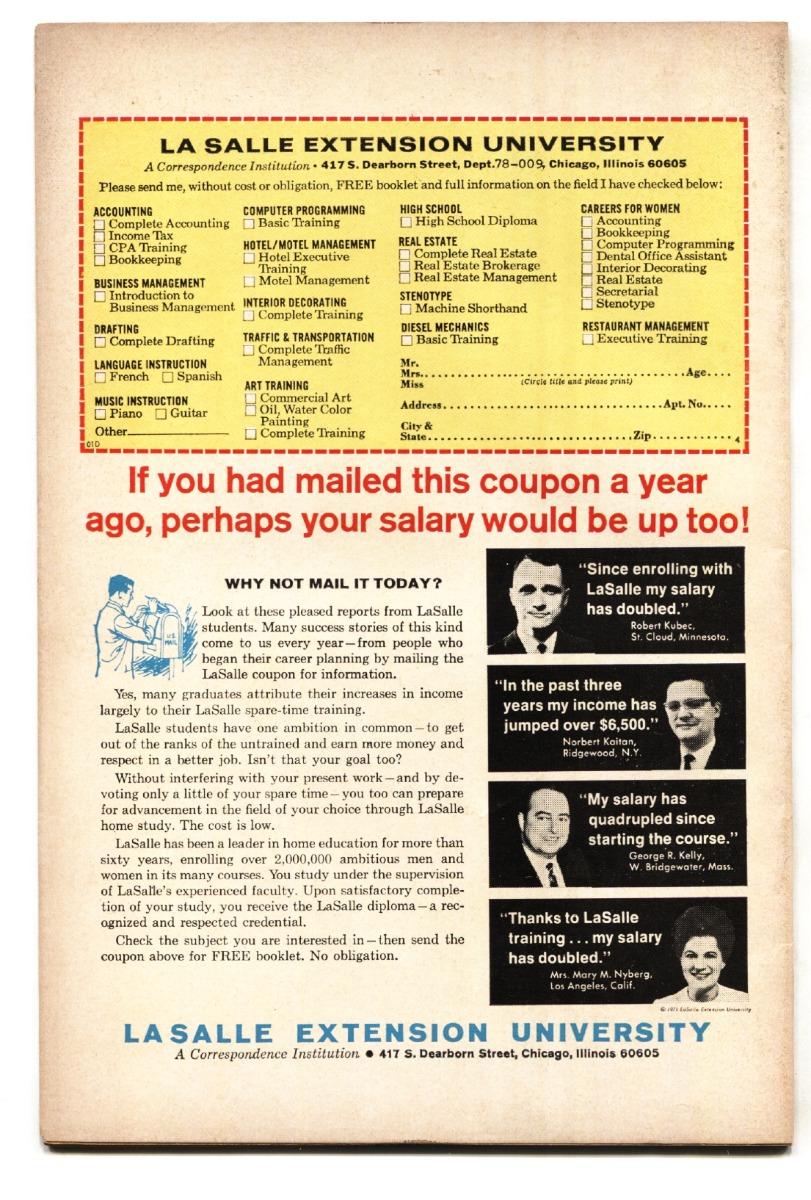 LA SALLE EXTENSION UNIVERSITY
A Correspondence Institution • 417 S. Dearborn Street, Dept.78-009, Chicago, Illinois 60605
Please send me, without cost or obligation, FREE booklet and full information on the field I have checked below:
ACCOUNTING
Complete Accounting
Income Tax
CPA Training
Bookkeeping
BUSINESS MANAGEMENT
Introduction to
Business Management
DRAFTING
Complete Drafting
LANGUAGE INSTRUCTION
French Spanish
MUSIC INSTRUCTION
Piano Guitar
Other
01D
COMPUTER PROGRAMMING
Basic Training
HOTEL/MOTEL MANAGEMENT
Hotel Executive
Training
Motel Management
INTERIOR DECORATING
Complete Training
TRAFFIC & TRANSPORTATION
Complete Traffic
Management
ART TRAINING
Commercial Art
Oil, Water Color
Painting
Complete Training
HIGH SCHOOL
High School Diploma
REAL ESTATE
Complete Real Estate
Real Estate Brokerage
Real Estate Management
STENOTYPE
Machine Shorthand
DIESEL MECHANICS
Basic Training
CAREERS FOR WOMEN
Accounting
Bookkeeping
Computer Programming
Dental Office Assistant
Interior Decorating
Real Estate
Secretarial
Stenotype
RESTAURANT MANAGEMENT
Executive Training
Mr.
Mrs. Age
Miss (Circle title and please print)
Address Apt. No.
City &
State Zip 4
If you had mailed this coupon a year
ago, perhaps your salary would be up too!
WHY NOT MAIL IT TODAY?
U.S.
MAIL
Look at these pleased reports from LaSalle
students. Many success stories of this kind
come to us every year—from people who
began their career planning by mailing the
LaSalle coupon for information.
Yes, many graduates attribute their increases in income
largely to their LaSalle spare-time training.
LaSalle students have one ambition in common—to get
out of the ranks of the untrained and earn more money and
respect in a better job. Isn't that your goal too?
Without interfering with your present work—and by de-
voting only a little of your spare time—you too can prepare
for advancement in the field of your choice through LaSalle
home study. The cost is low.
LaSalle has been a leader in home education for more than
sixty years, enrolling over 2,000,000 ambitious men and
women in its many courses. You study under the supervision
of LaSalle's experienced faculty. Upon satisfactory comple-
tion of your study, you receive the LaSalle diploma—a rec-
ognized and respected credential.
Check the subject you are interested in—then send the
coupon above for FREE booklet. No obligation.
"Since enrolling with
LaSalle my salary
has doubled."
Robert Kubec,
St. Cloud, Minnesota.
"In the past three
years my income has
jumped over $6,500."
Norbert Kaitan,
Ridgewood, N.Y.
"My salary has
quadrupled since
starting the course."
George R. Kelly,
W. Bridgewater, Mass.
"Thanks to LaSalle
training . . . my salary
has doubled."
Mrs. Mary M. Nyberg,
Los Angeles, Calif.
© 1971 LaSalle Extension University
LA SALLE EXTENSION UNIVERSITY
A Correspondence Institution • 417 S. Dearborn Street, Chicago, Illinois 60605